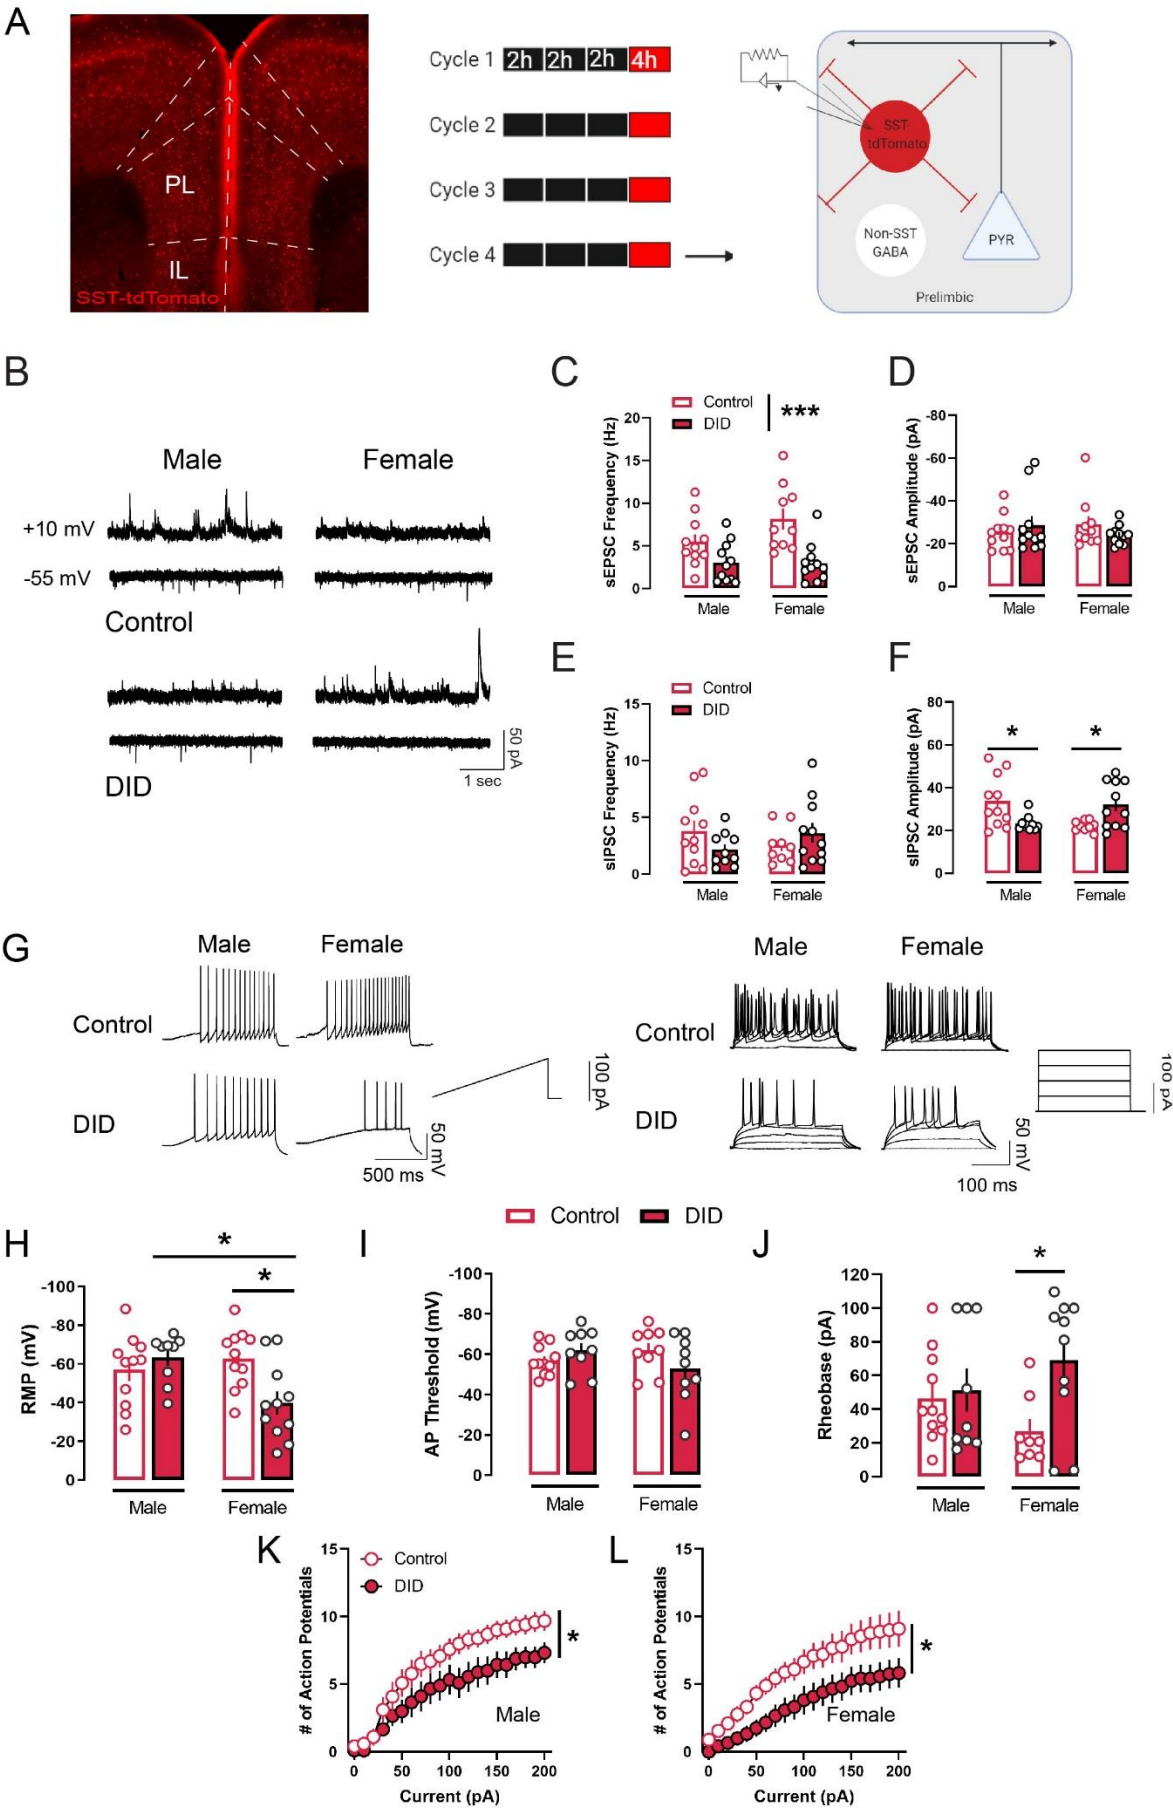 A
PL
IL
SST-tdTomato
Cycle 1
2h 2h 2h 4h
Cycle 2
Cycle 3
Cycle 4
SST-
tdTomato
Non-SST
GABA
PYR
Prelimbic
B
Male
Female
+10 mV
-55 mV
Control
DID
50 pA
1 sec
C
Control
DID
***
sEPSC Frequency (Hz)
20
15
10
5
0
Male
Female
D
sEPSC Amplitude (pA)
-80
-60
-40
-20
0
Male
Female
E
Control
DID
sIPSC Frequency (Hz)
15
10
5
0
Male
Female
F
sIPSC Amplitude (pA)
80
60
40
20
0
*
*
Male
Female
G
Male
Female
Control
DID
100 pA
50 mV
500 ms
Male
Female
Control
DID
100 pA
50 mV
100 ms
Control
DID
H
*
*
RMP (mV)
-100
-80
-60
-40
-20
0
Male
Female
I
AP Threshold (mV)
-100
-80
-60
-40
-20
0
Male
Female
J
*
Rheobase (pA)
120
100
80
60
40
20
0
Male
Female
K
Control
DID
# of Action Potentials
15
10
5
0
*
Male
0 50 100 150 200
Current (pA)
L
# of Action Potentials
15
10
5
0
*
Female
0 50 100 150 200
Current (pA)